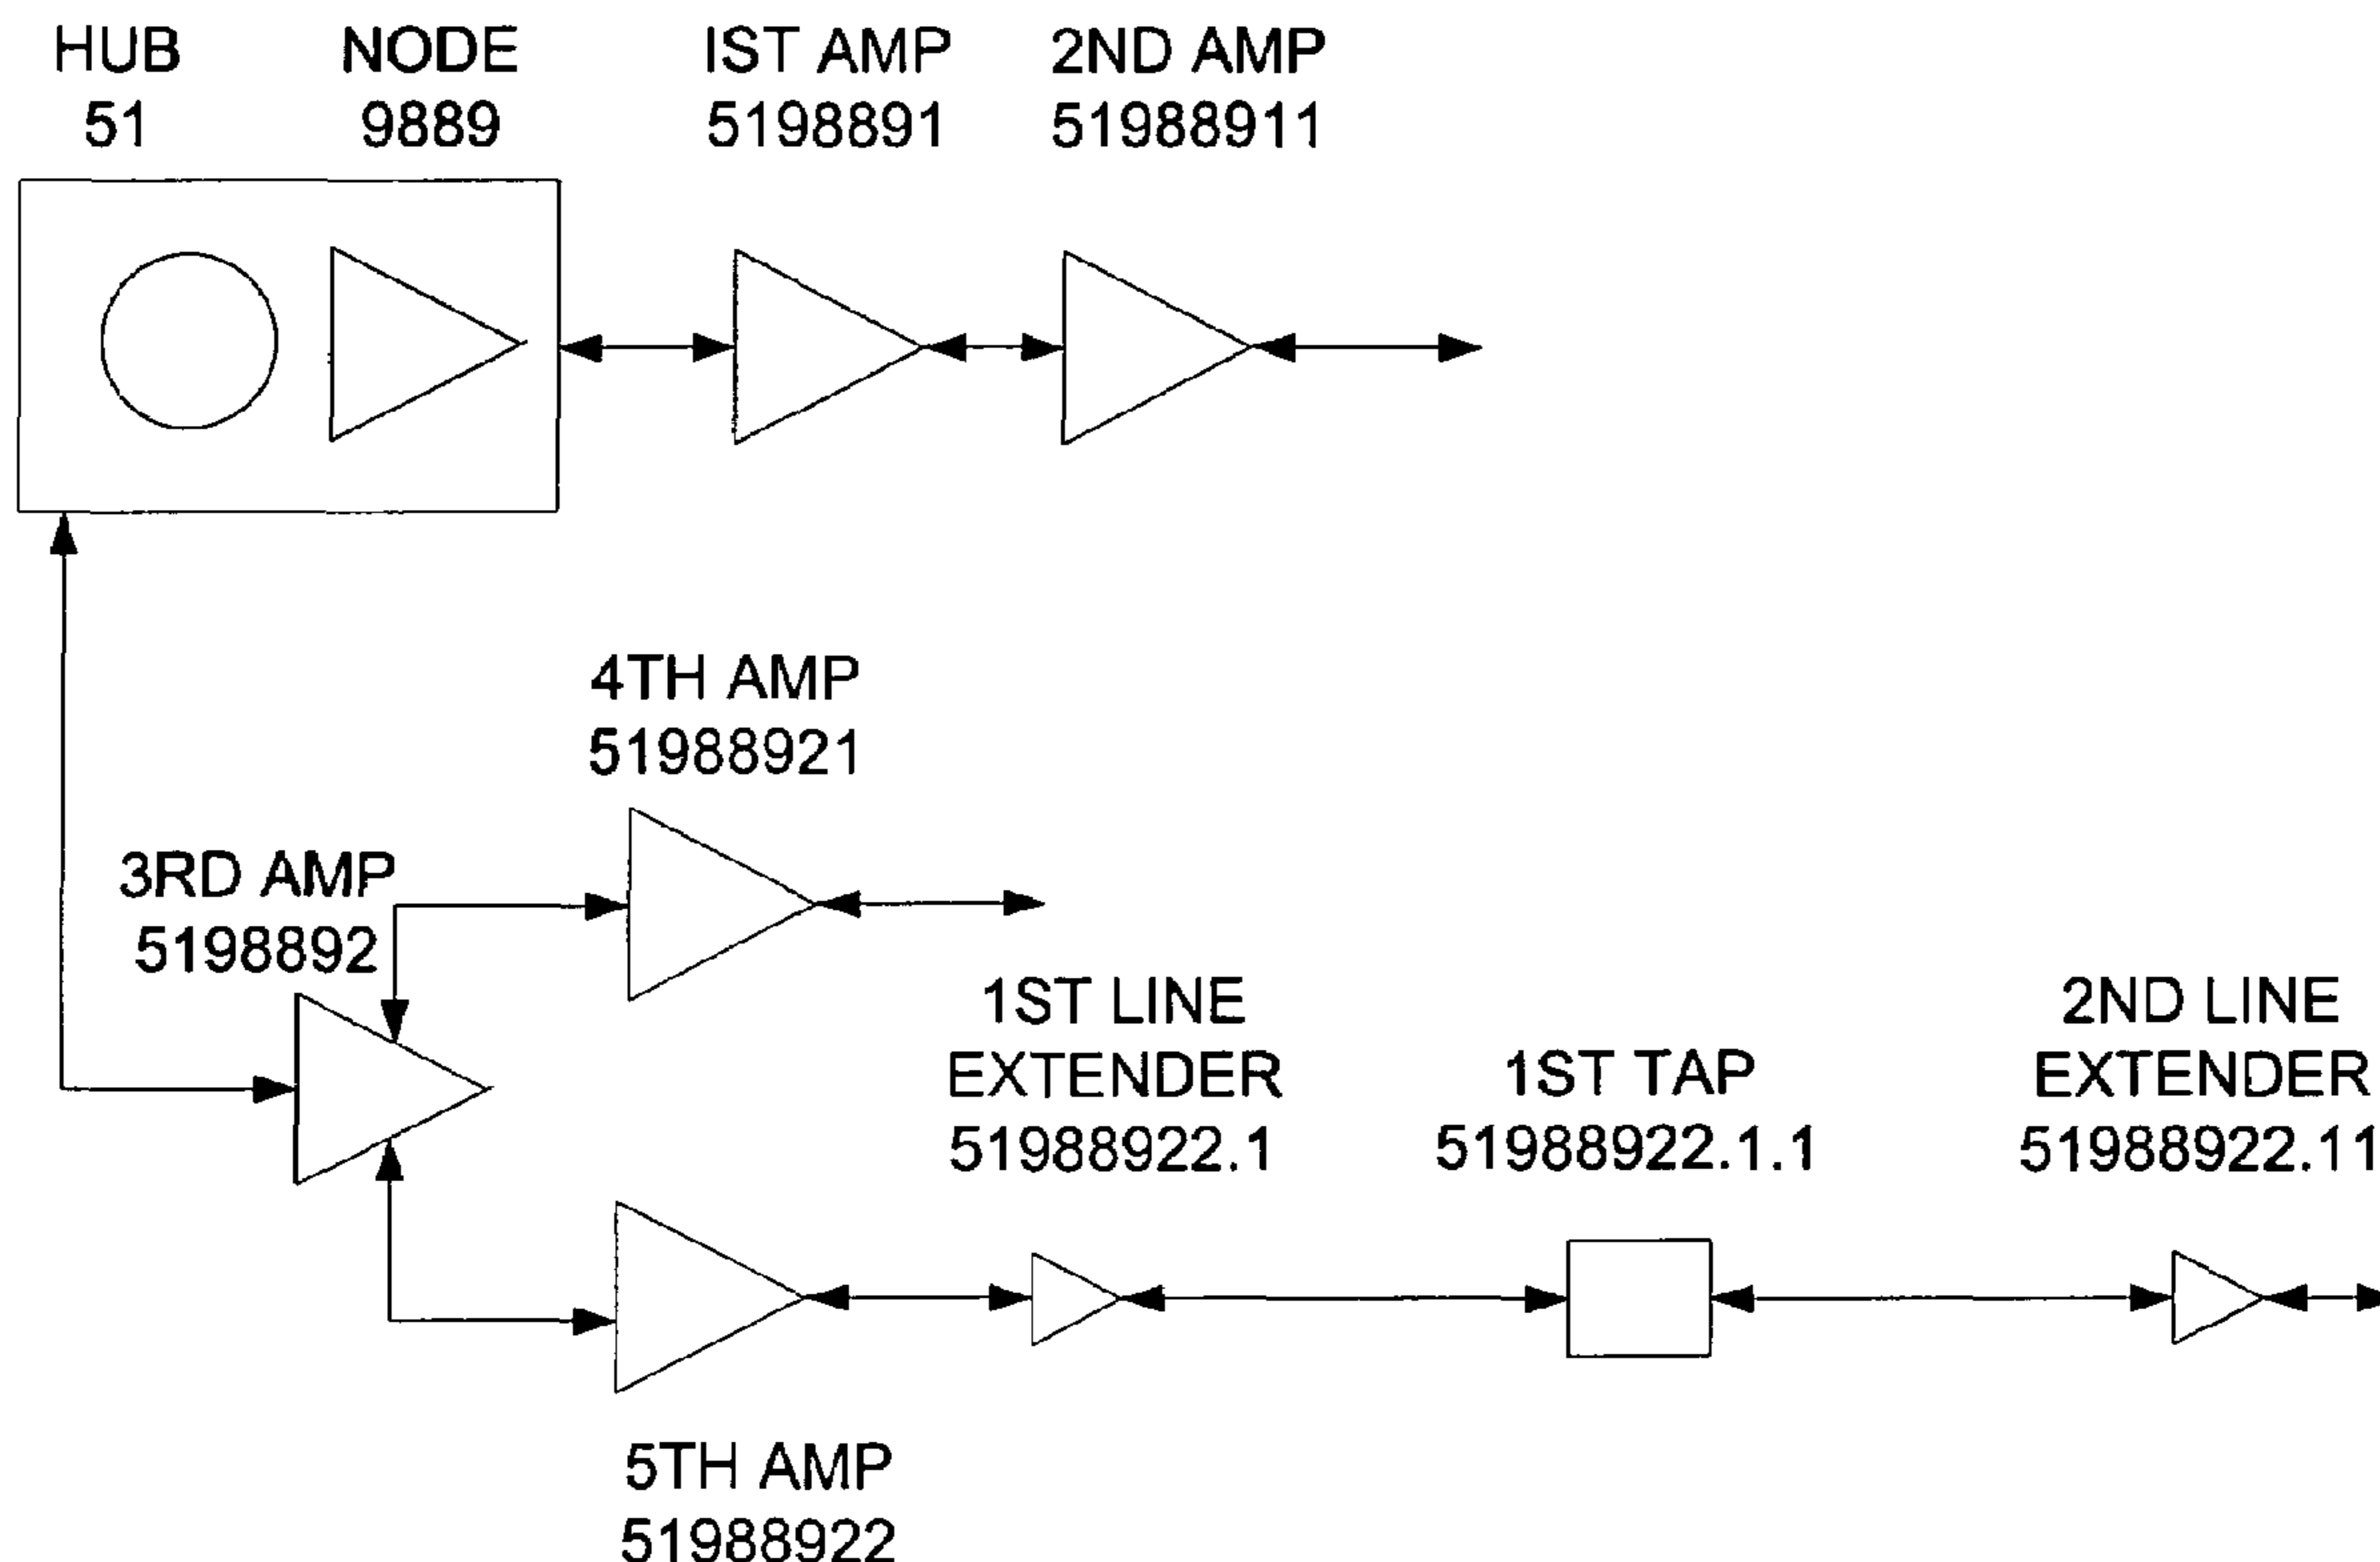 HUB
51
NODE
9889
IST AMP
5198891
2ND AMP
51988911
4TH AMP
51988921
3RD AMP
5198892
1ST LINE
EXTENDER
51988922.1
1ST TAP
51988922.1.1
2ND LINE
EXTENDER
51988922.11
5TH AMP
51988922